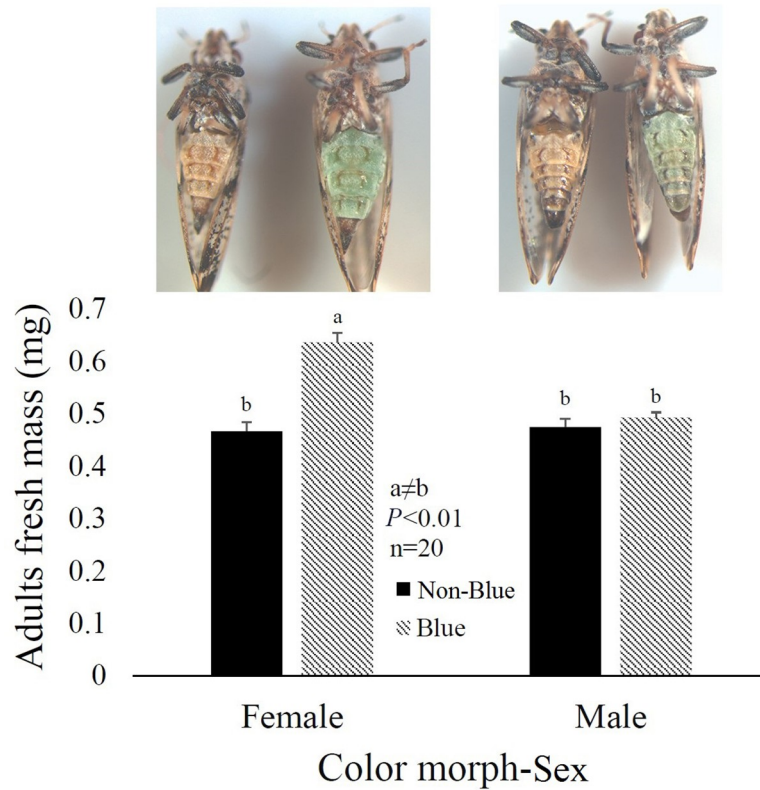 0.7
0.6
0.5
0.4
0.3
0.2
0.1
0
Adults fresh mass (mg)
b
a
b
b
a≠b
P<0.01
n=20
Non-Blue
Blue
Female
Male
Color morph-Sex